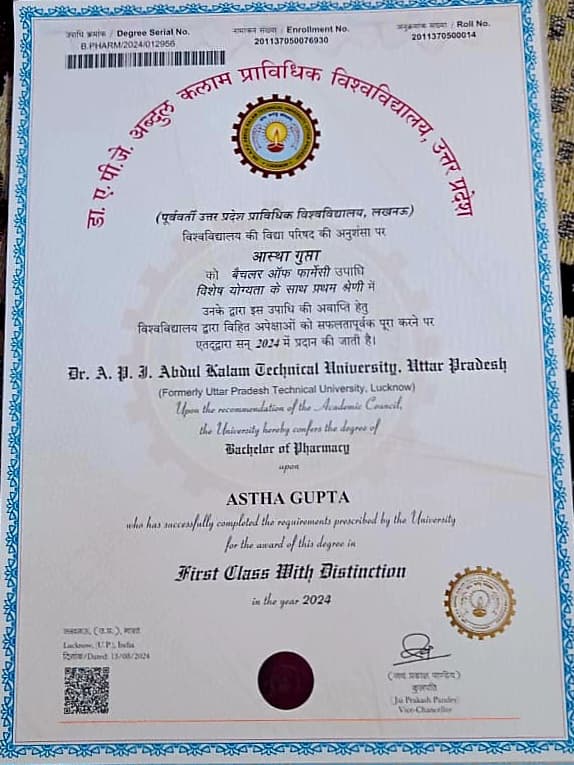 उपाधि क्रमांक / Degree Serial No.
B.PHARM/2024/012956
नामांकन संख्या / Enrollment No.
201137050076930
अनुक्रमांक संख्या / Roll No.
2011370500014
डा. ए. पी.जे. अब्दुल कलाम प्राविधिक विश्वविद्यालय, उत्तर प्रदेश
(पूर्ववर्ती उत्तर प्रदेश प्राविधिक विश्वविद्यालय, लखनऊ)
विश्वविद्यालय की विद्या परिषद की अनुशंसा पर
आस्था गुप्ता
को बैचलर ऑफ फार्मेसी उपाधि
विशेष योग्यता के साथ प्रथम श्रेणी में
उनके द्वारा इस उपाधि की अवाप्ति हेतु
विश्वविद्यालय द्वारा विहित अपेक्षाओं को सफलतापूर्वक पूरा करने पर
एतद्द्वारा सन् 2024 में प्रदान की जाती है।
Dr. A. P. J. Abdul Kalam Technical University, Uttar Pradesh
(Formerly Uttar Pradesh Technical University, Lucknow)
Upon the recommendation of the Academic Council,
the University hereby confers the degree of
Bachelor of Pharmacy
upon
ASTHA GUPTA
who has successfully completed the requirements prescribed by the University
for the award of this degree in
First Class With Distinction
in the year 2024
लखनऊ, (उ.प्र.), भारत
Lucknow, (U.P.), India
दिनांक/Dated: 15/08/2024
(जय प्रकाश पाण्डेय)
कुलपति
(Jai Prakash Pandey)
Vice-Chancellor